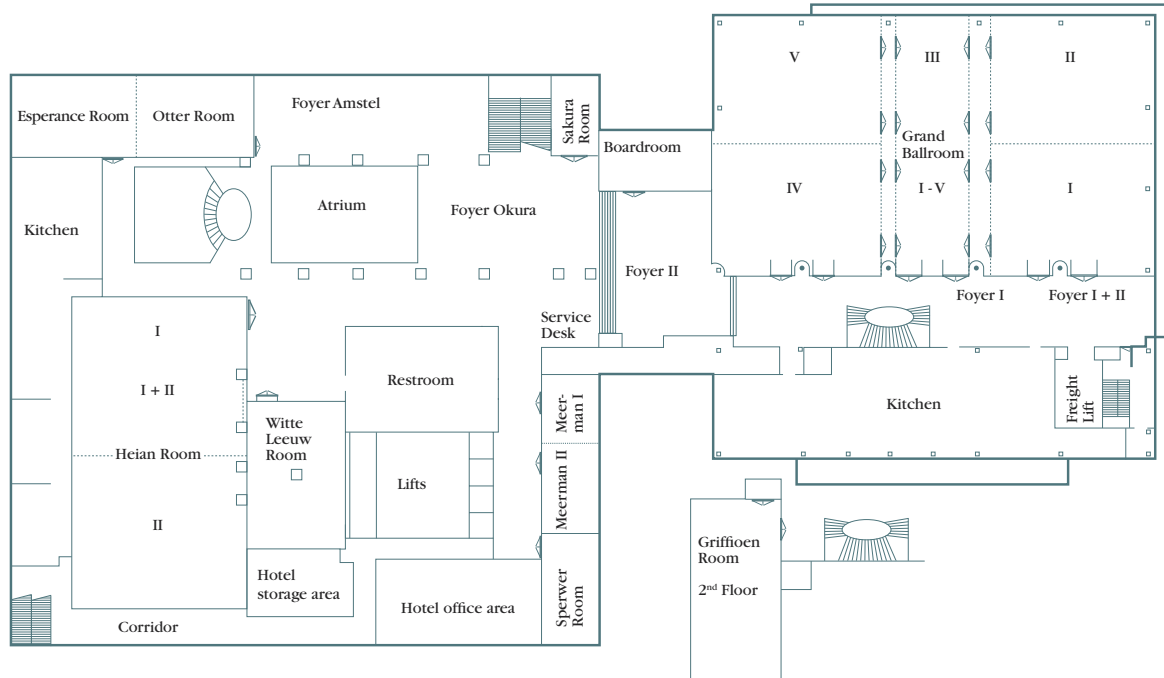 V
III
II
Esperance Room
Otter Room
Foyer Amstel
Sakura
Room
Boardroom
Grand
Ballroom
IV
I - V
I
Atrium
Foyer Okura
Kitchen
Foyer II
Foyer I
Foyer I + II
Service
Desk
I
I + II
Heian Room
II
Restroom
Witte
Leeuw
Room
Lifts
Meer-
man I
Meerman II
Kitchen
Freight
Lift
Hotel
storage area
Hotel office area
Sperwer
Room
Corridor
Griffioen
Room
2nd Floor